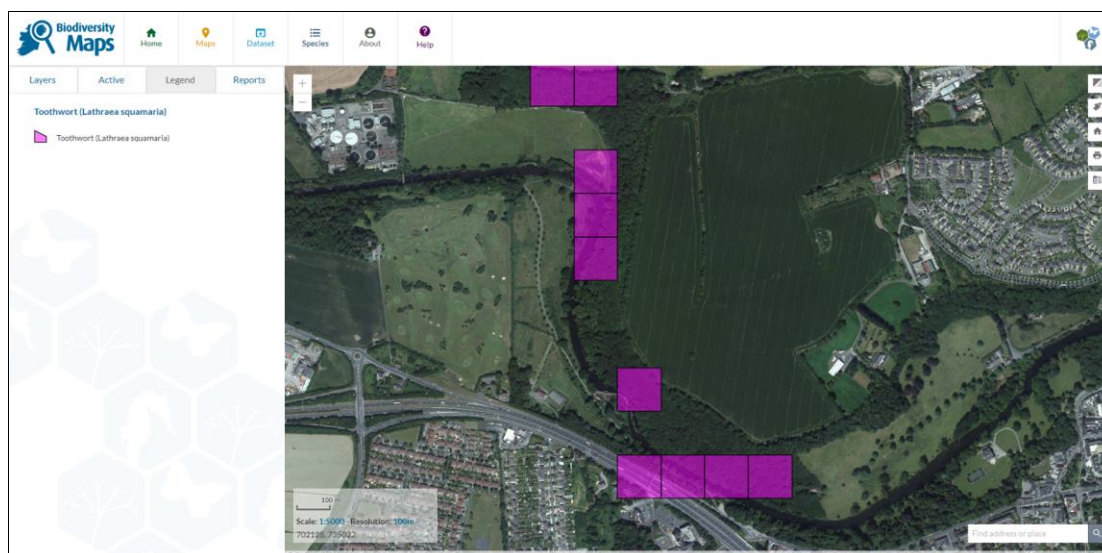 Biodiversity
Maps
Home
Maps
Dataset
Species
About
Help
Layers
Active
Legend
Reports
Toothwort (Lathraea squamaria)
Toothwort (Lathraea squamaria)
100 m
Scale: 1:5000 - Resolution: 100m
702128, 735022
Find address or place